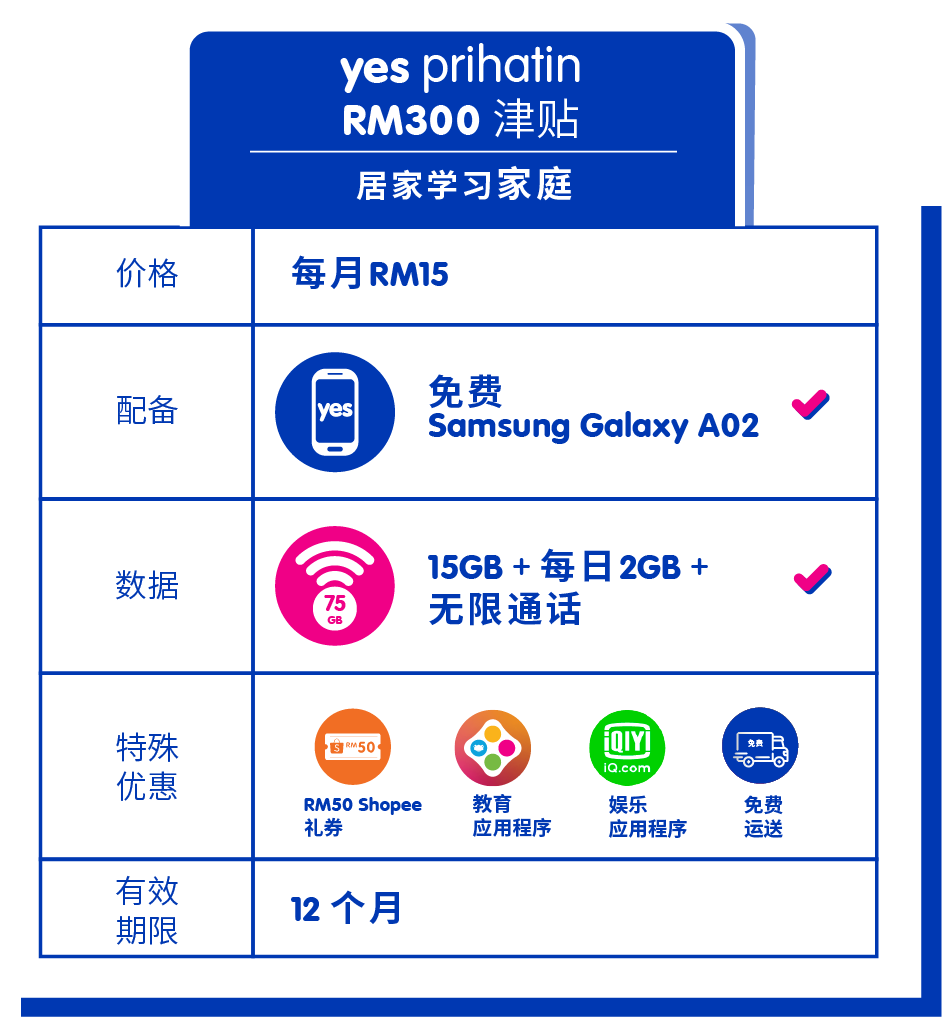 yes prihatin
RM300 津贴
居家学习家庭
价格
每月RM15
配备
yes
免费
Samsung Galaxy A02
数据
75
GB
15GB + 每日2GB +
无限通话
特殊
优惠
RM50
RM50 Shopee
礼券
教育
应用程序
iQIYI
iQ.com
娱乐
应用程序
免费
免费
运送
有效
期限
12 个月